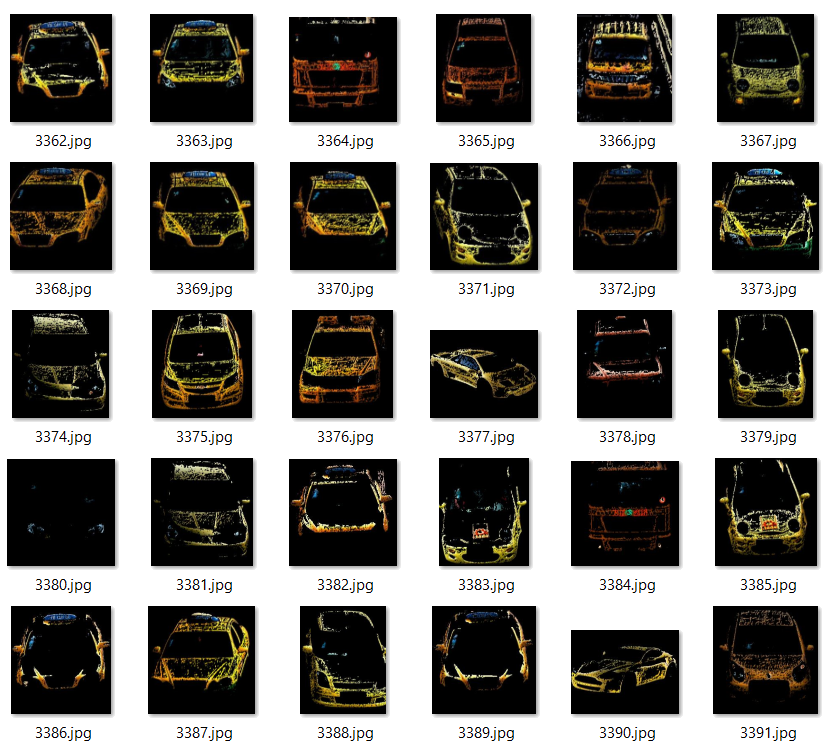 3362.jpg 3363.jpg 3364.jpg 3365.jpg 3366.jpg 3367.jpg
3368.jpg 3369.jpg 3370.jpg 3371.jpg 3372.jpg 3373.jpg
3374.jpg 3375.jpg 3376.jpg 3377.jpg 3378.jpg 3379.jpg
3380.jpg 3381.jpg 3382.jpg 3383.jpg 3384.jpg 3385.jpg
3386.jpg 3387.jpg 3388.jpg 3389.jpg 3390.jpg 3391.jpg